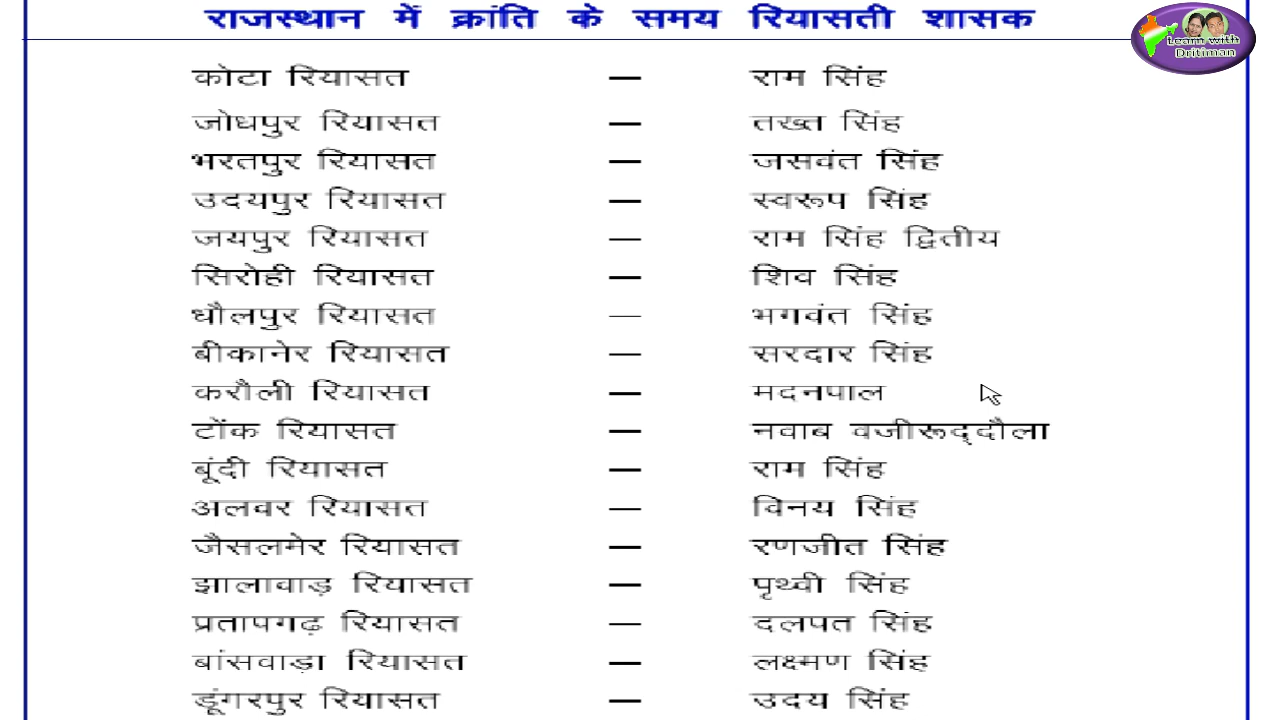 राजस्थान में क्रांति के समय रियासती शासक
Learn with
Dritiman
कोटा रियासत — राम सिंह
जोधपुर रियासत — तख्त सिंह
भरतपुर रियासत — जसवंत सिंह
उदयपुर रियासत — स्वरूप सिंह
जयपुर रियासत — राम सिंह द्वितीय
सिरोही रियासत — शिव सिंह
धौलपुर रियासत — भगवंत सिंह
बीकानेर रियासत — सरदार सिंह
करौली रियासत — मदनपाल
टोंक रियासत — नवाब वजीरूद्‌दौला
बूंदी रियासत — राम सिंह
अलवर रियासत — विनय सिंह
जैसलमेर रियासत — रणजीत सिंह
झालावाड़ रियासत — पृथ्वी सिंह
प्रतापगढ़ रियासत — दलपत सिंह
बांसवाड़ा रियासत — लक्ष्मण सिंह
डूंगरपुर रियासत — उदय सिंह